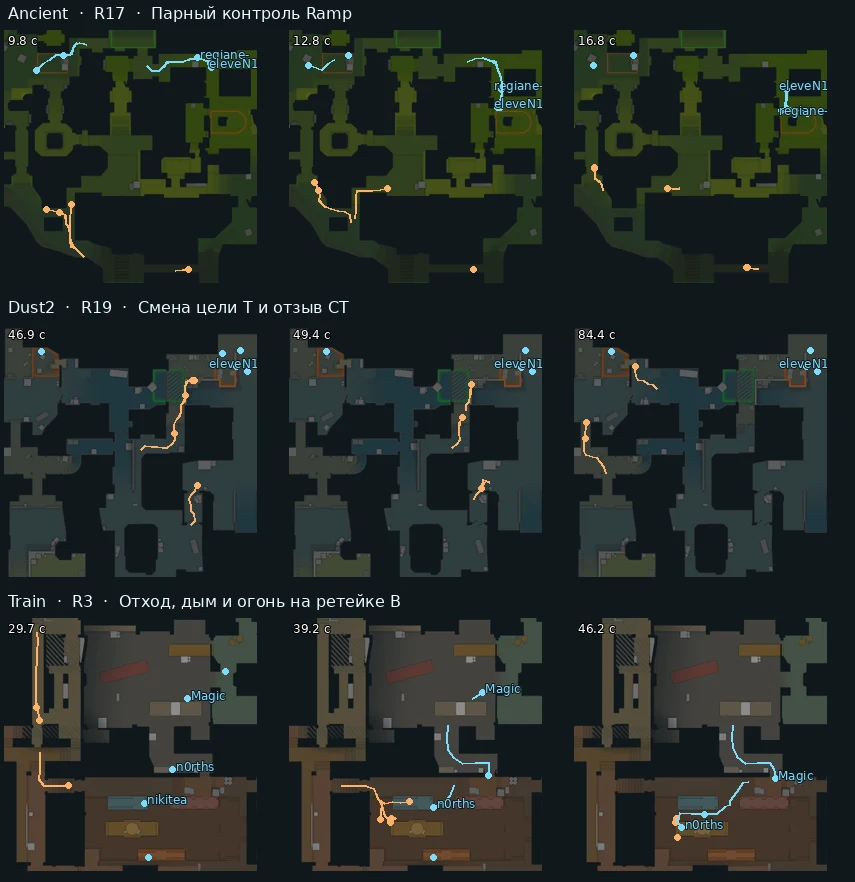 Ancient · R17 · Парный контроль Ramp
9.8 с
regiane-
eleveN1
12.8 с
regiane-
eleveN1
16.8 с
eleveN1
regiane-
Dust2 · R19 · Смена цели Т и отзыв СТ
46.9 с
eleveN1
49.4 с
eleveN1
84.4 с
eleveN1
Train · R3 · Отход, дым и огонь на ретейке B
29.7 с
Magic
n0rths
nikitea
39.2 с
Magic
n0rths
46.2 с
Magic
n0rths